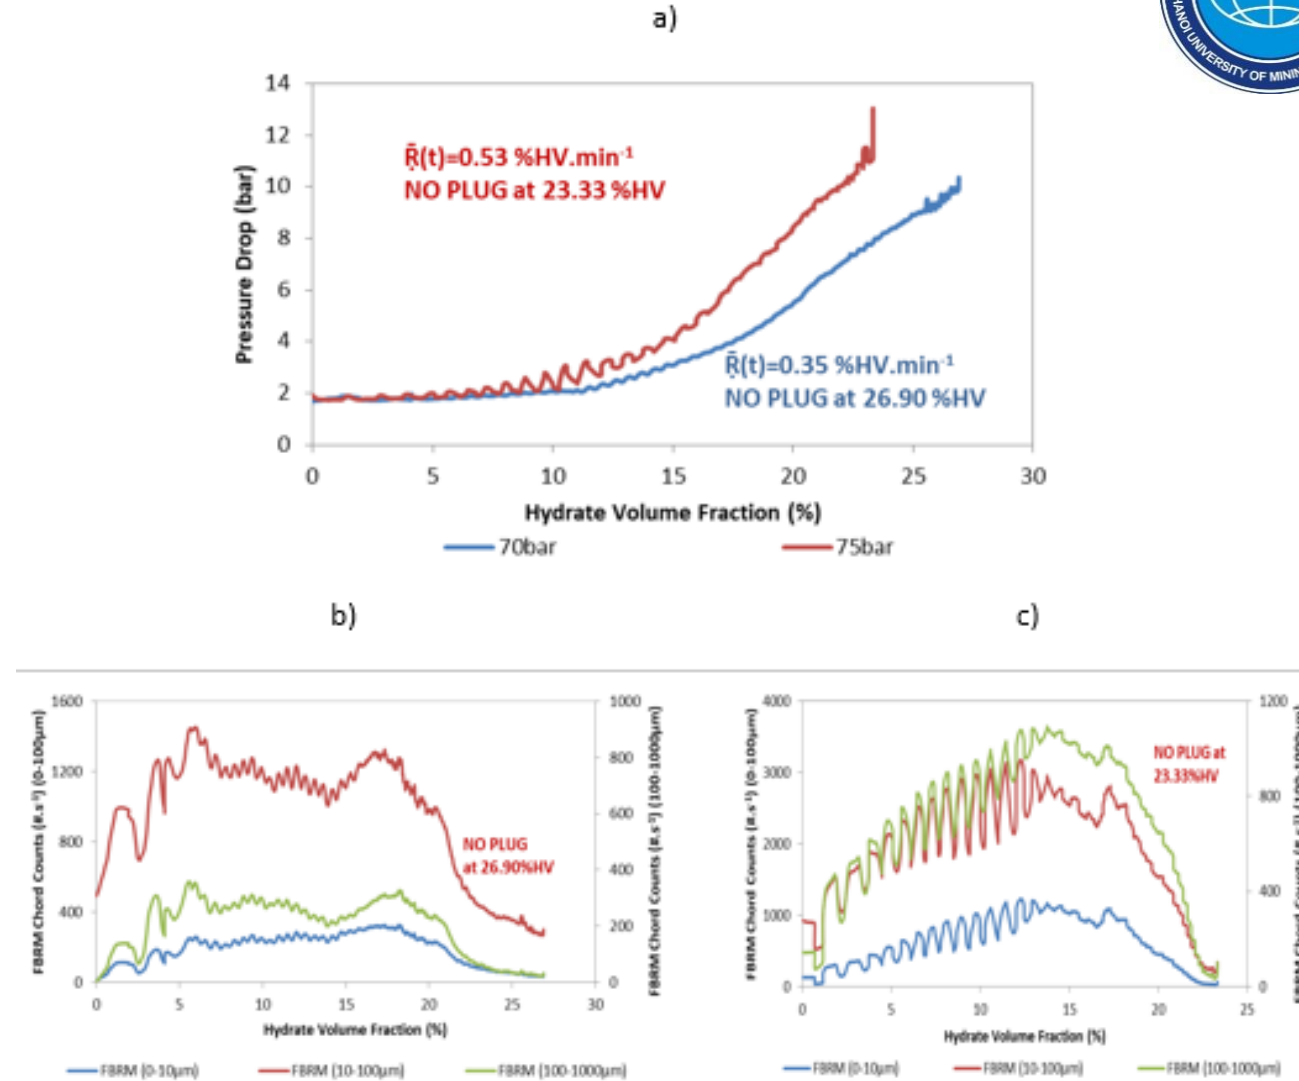 a)
HANOI UNIVERSITY OF MININ
14
12
10
8
6
4
2
0
Pressure Drop (bar)
Ṝ(t)=0.53 %HV.min-1
NO PLUG at 23.33 %HV
Ṝ(t)=0.35 %HV.min-1
NO PLUG at 26.90 %HV
0 5 10 15 20 25 30
Hydrate Volume Fraction (%)
70bar 75bar
b)
1600
1200
800
400
0
FBRM Chord Counts (#.s-1) (0-100µm)
1000
800
600
400
200
0
FBRM Chord Counts (#.s-1) (100-1000µm)
NO PLUG
at 26.90%HV
0 5 10 15 20 25 30
Hydrate Volume Fraction (%)
FBRM (0-10µm) FBRM (10-100µm) FBRM (100-1000µm)
c)
4000
3000
2000
1000
0
FBRM Chord Counts (#.s-1) (0-100µm)
1200
800
400
0
NO PLUG at
23.33%HV
0 5 10 15 20 25
Hydrate Volume Fraction (%)
FBRM (0-10µm) FBRM (10-100µm) FBRM (100-1000µm)